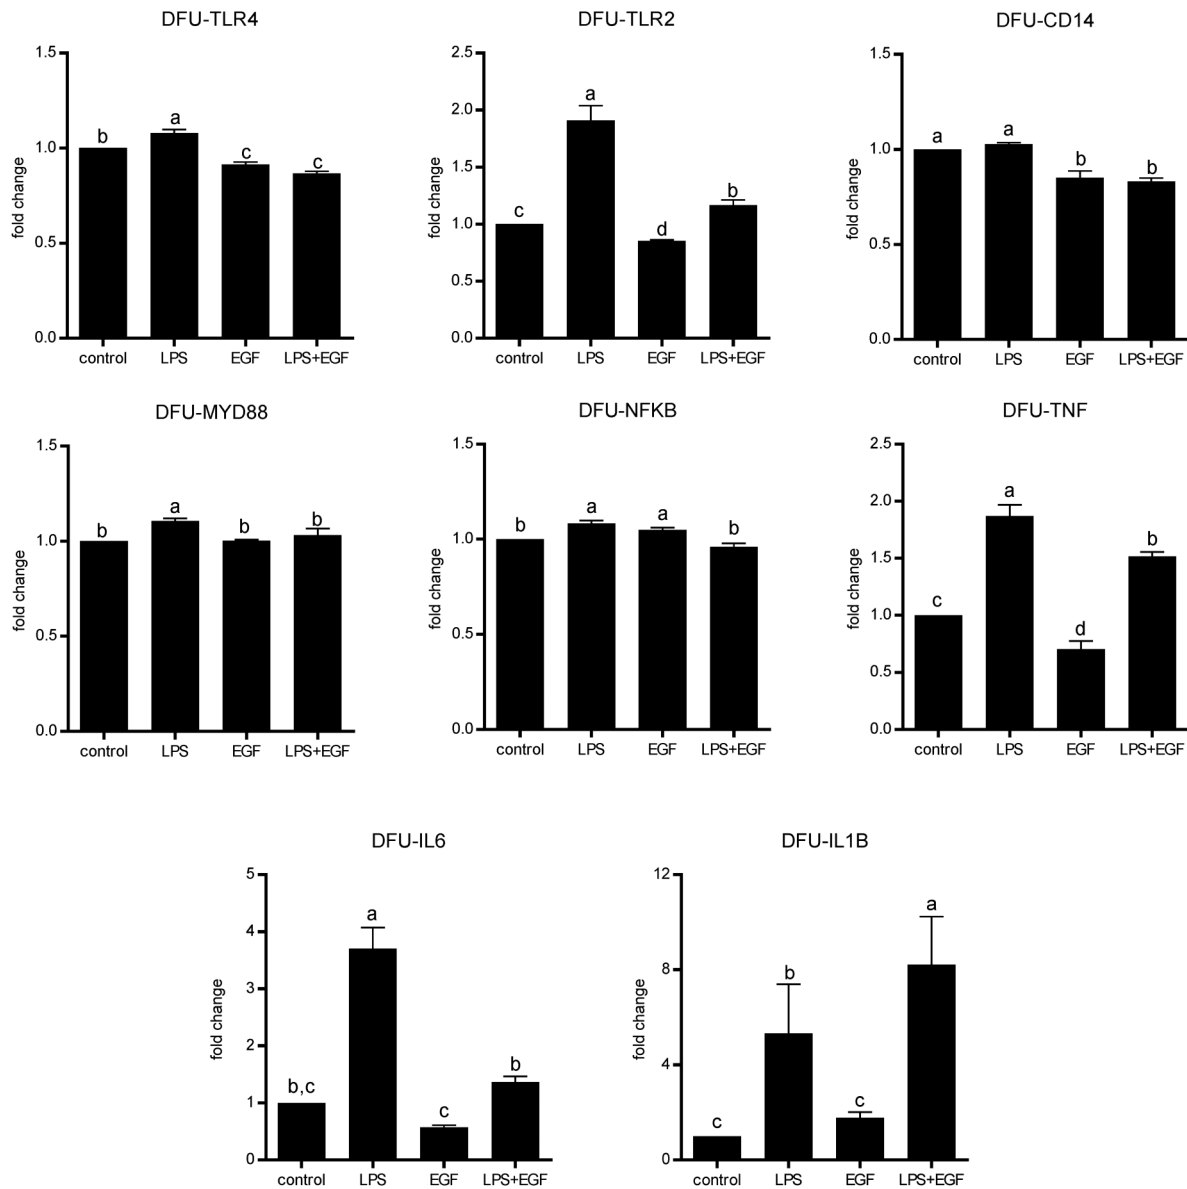 DFU-TLR4
DFU-TLR2
DFU-CD14
1.5
1.0
0.5
0.0
fold change
b
a
c
c
control
LPS
EGF
LPS+EGF
2.5
2.0
1.5
1.0
0.5
0.0
fold change
c
a
d
b
control
LPS
EGF
LPS+EGF
1.5
1.0
0.5
0.0
fold change
a
a
b
b
control
LPS
EGF
LPS+EGF
DFU-MYD88
DFU-NFKB
DFU-TNF
1.5
1.0
0.5
0.0
fold change
b
a
b
b
control
LPS
EGF
LPS+EGF
1.5
1.0
0.5
0.0
fold change
b
a
a
b
control
LPS
EGF
LPS+EGF
2.5
2.0
1.5
1.0
0.5
0.0
fold change
c
a
d
b
control
LPS
EGF
LPS+EGF
DFU-IL6
DFU-IL1B
5
4
3
2
1
0
fold change
b,c
a
c
b
control
LPS
EGF
LPS+EGF
12
8
4
0
fold change
c
b
c
a
control
LPS
EGF
LPS+EGF